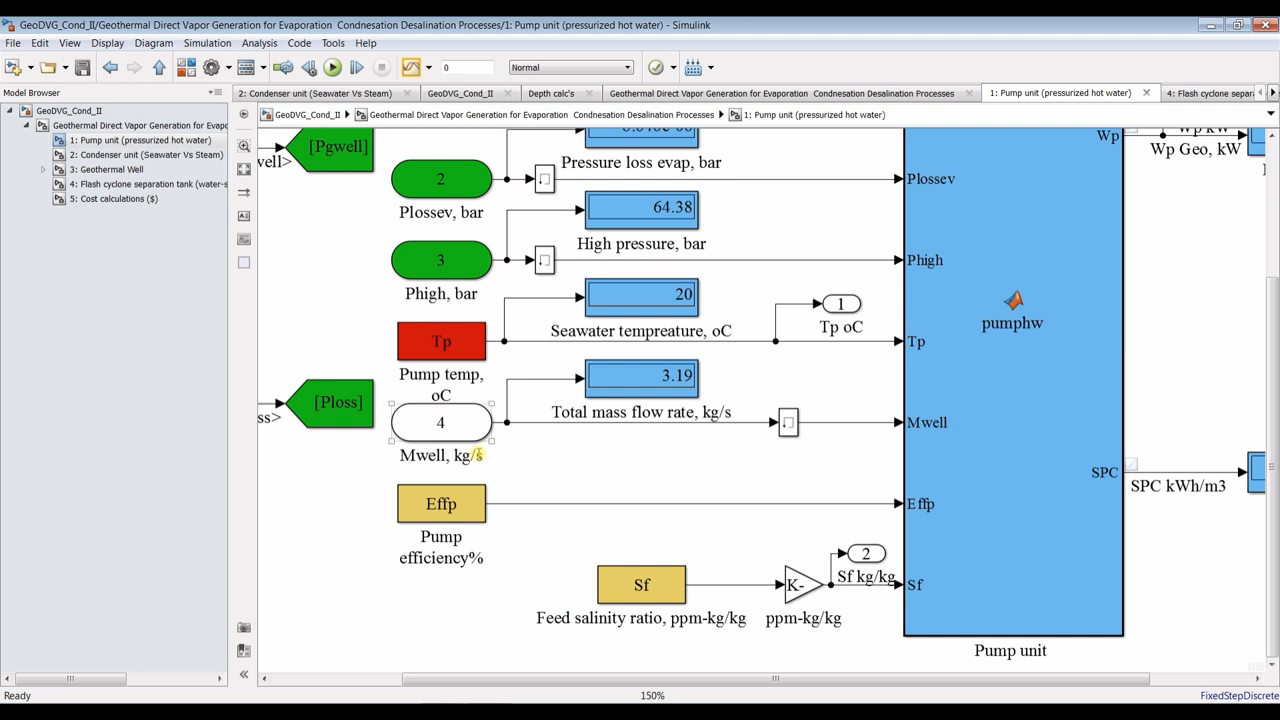 GeoDVG_Cond_II/Geothermal Direct Vapor Generation for Evaporation Condnesation Desalination Processes/1: Pump unit (pressurized hot water) - Simulink
File Edit View Display Diagram Simulation Analysis Code Tools Help
0 Normal
Model Browser
2: Condenser unit (Seawater Vs Steam) GeoDVG_Cond_II Depth calc's Geothermal Direct Vapor Generation for Evaporation Condnesation Desalination Processes 1: Pump unit (pressurized hot water) 4: Flash cyclone separa
GeoDVG_Cond_II Geothermal Direct Vapor Generation for Evaporation Condnesation Desalination Processes 1: Pump unit (pressurized hot water)
GeoDVG_Cond_II
Geothermal Direct Vapor Generation for Evapo
1: Pump unit (pressurized hot water)
2: Condenser unit (Seawater Vs Steam)
3: Geothermal Well
4: Flash cyclone separation tank (water-s
5: Cost calculations ($)
[Pgwell]
vell>
Pressure loss evap, bar
Wp
Wp kW
Wp Geo, kW
2
Plossev, bar
Plossev
64.38
High pressure, bar
3
Phigh, bar
Phigh
20
Seawater tempreature, oC
1
Tp oC
pumphw
Tp
Pump temp,
oC
Tp
3.19
Total mass flow rate, kg/s
[Ploss]
ss>
4
Mwell, kg/s
Mwell
SPC
SPC kWh/m3
Effp
Pump
efficiency%
Effp
2
Sf kg/kg
Sf
Feed salinity ratio, ppm-kg/kg
K-
ppm-kg/kg
Sf
Pump unit
Ready 150% FixedStepDiscrete